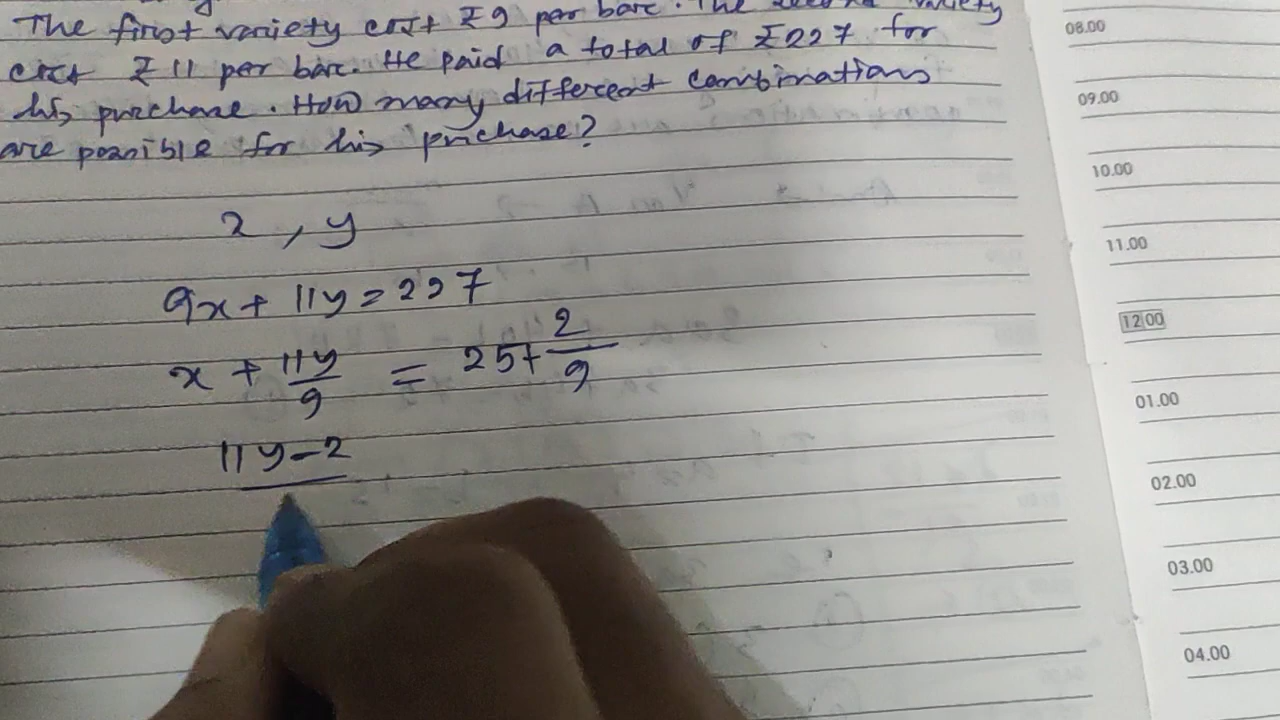 The first variety cost ₹9 per bar. The second variety
cost ₹11 per bar. He paid a total of ₹227 for
his purchase. How many different combinations
are possible for his purchase?
x, y
9x + 11y = 227
x + 11y/9 = 25 + 2/9
11y-2
08.00
09.00
10.00
11.00
12.00
01.00
02.00
03.00
04.00